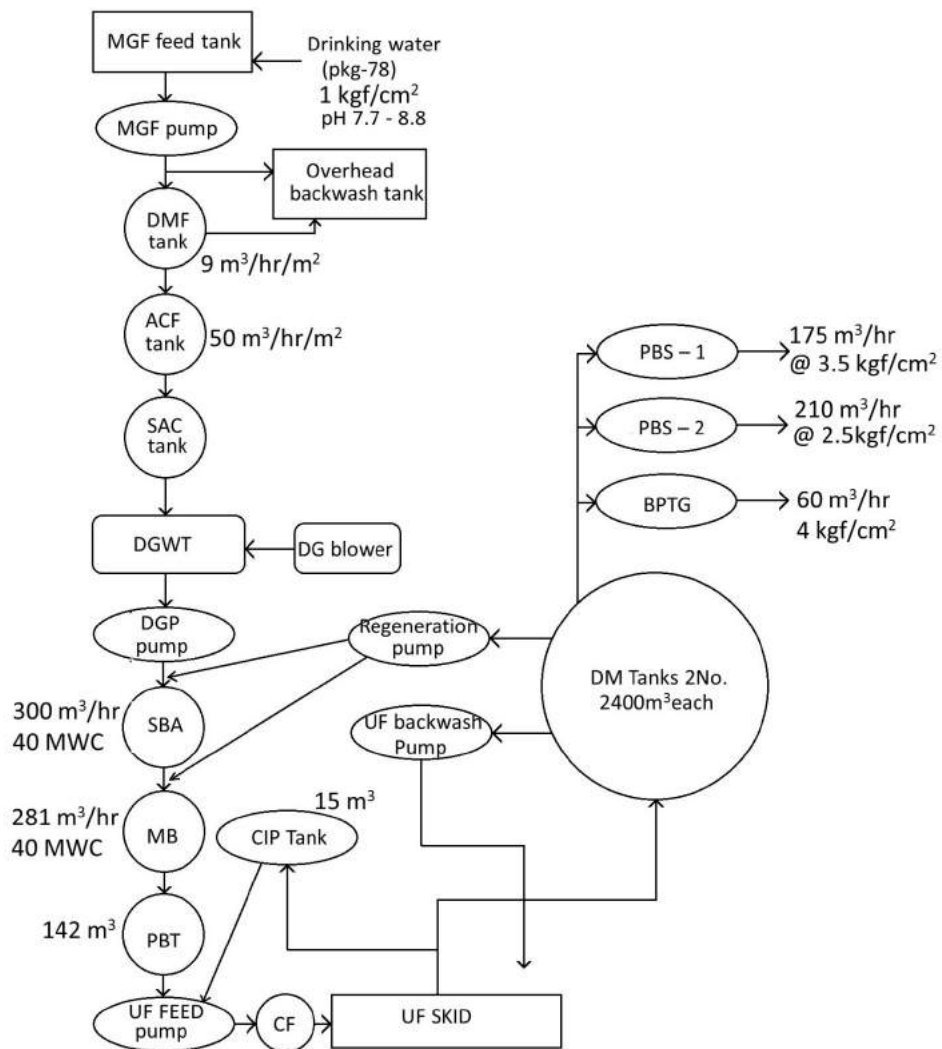 MGF feed tank
Drinking water
(pkg-78)
1 kgf/cm²
pH 7.7 - 8.8
MGF pump
Overhead
backwash tank
DMF
tank
9 m³/hr/m²
ACF
tank
50 m³/hr/m²
SAC
tank
PBS – 1
175 m³/hr
@ 3.5 kgf/cm²
PBS – 2
210 m³/hr
@ 2.5kgf/cm²
BPTG
60 m³/hr
4 kgf/cm²
DGWT
DG blower
DGP
pump
Regeneration
pump
DM Tanks 2No.
2400m³each
300 m³/hr
40 MWC
SBA
UF backwash
Pump
281 m³/hr
40 MWC
MB
15 m³
CIP Tank
142 m³
PBT
UF FEED
pump
CF
UF SKID